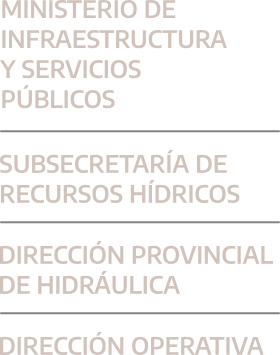 MINISTERIO DE
INFRAESTRUCTURA
Y SERVICIOS
PÚBLICOS
SUBSECRETARÍA DE
RECURSOS HÍDRICOS
DIRECCIÓN PROVINCIAL
DE HIDRÁULICA
DIRECCIÓN OPERATIVA